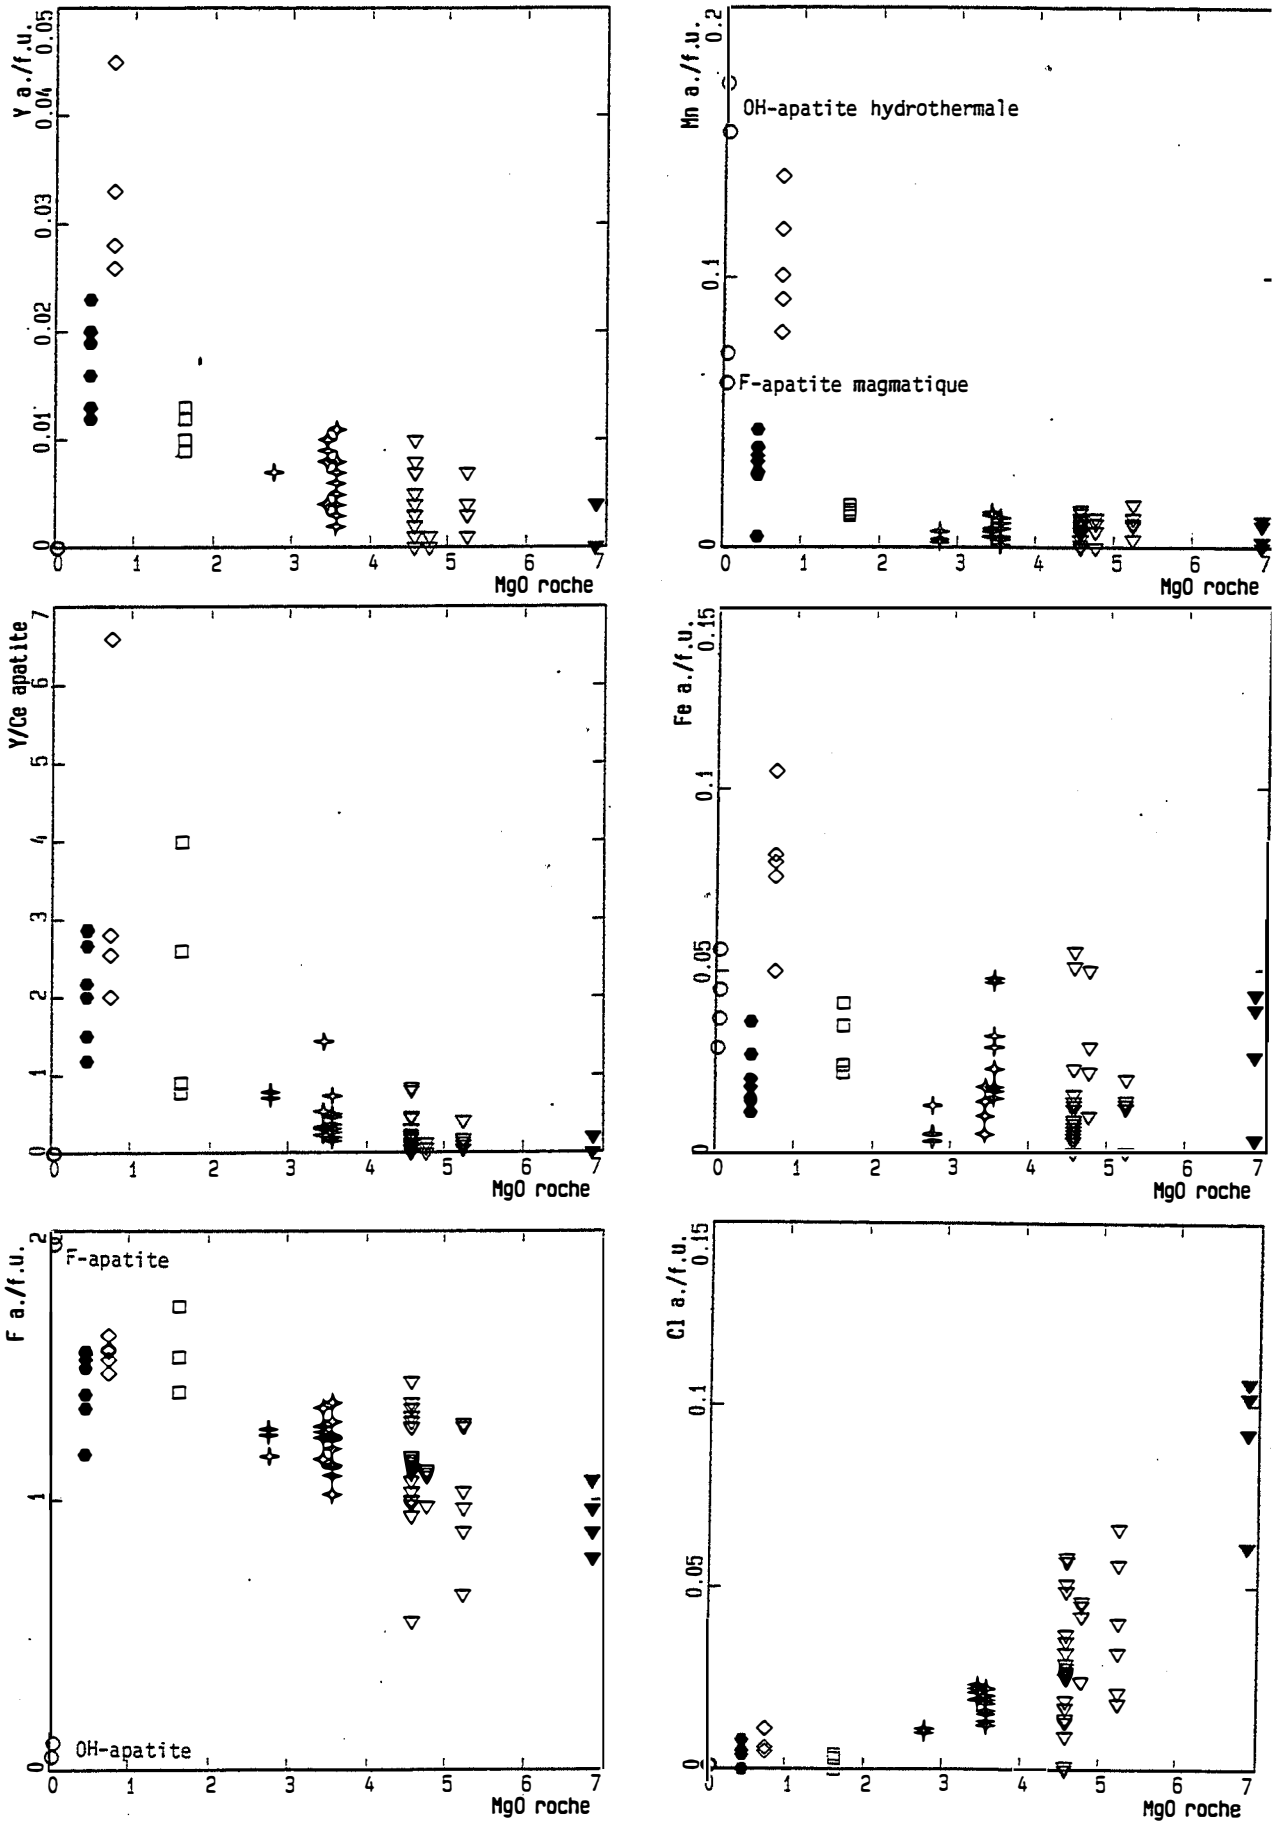 Y a./f.u.
0.05
0.04
0.03
0.02
0.01
0
0 1 2 3 4 5 6 7
MgO roche
Mn a./f.u.
0.2
0.1
0
OH-apatite hydrothermale
F-apatite magmatique
0 1 2 3 4 5 6 7
MgO roche
Y/Ce apatite
7
6
5
4
3
2
1
0
0 1 2 3 4 5 6 7
MgO roche
Fe a./f.u.
0.15
0.1
0.05
0
0 1 2 3 4 5 6 7
MgO roche
F a./f.u.
2
1
0
F-apatite
OH-apatite
0 1 2 3 4 5 6 7
MgO roche
Cl a./f.u.
0.15
0.1
0.05
0
0 1 2 3 4 5 6 7
MgO roche